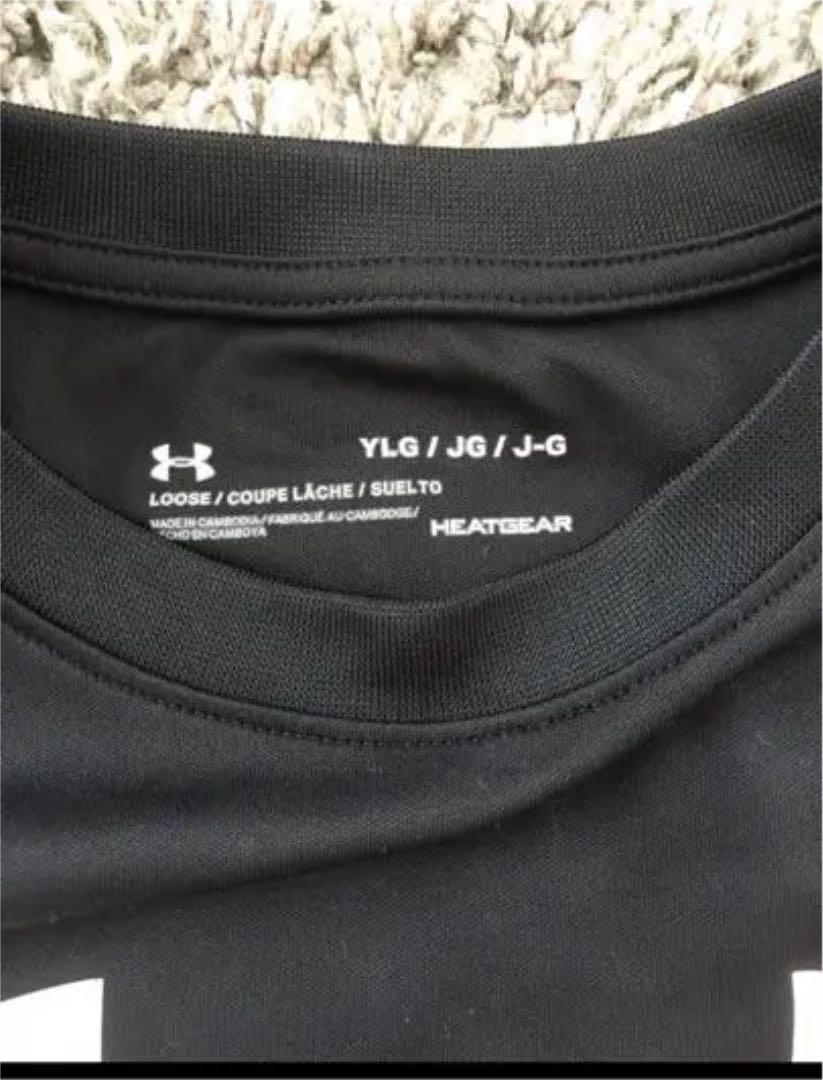 YLG / JG / J-G
LOOSE / COUPE LÂCHE / SUELTO
MADE IN CAMBODIA / FABRIQUÉ AU CAMBODGE /
HECHO EN CAMBOYA
HEATGEAR